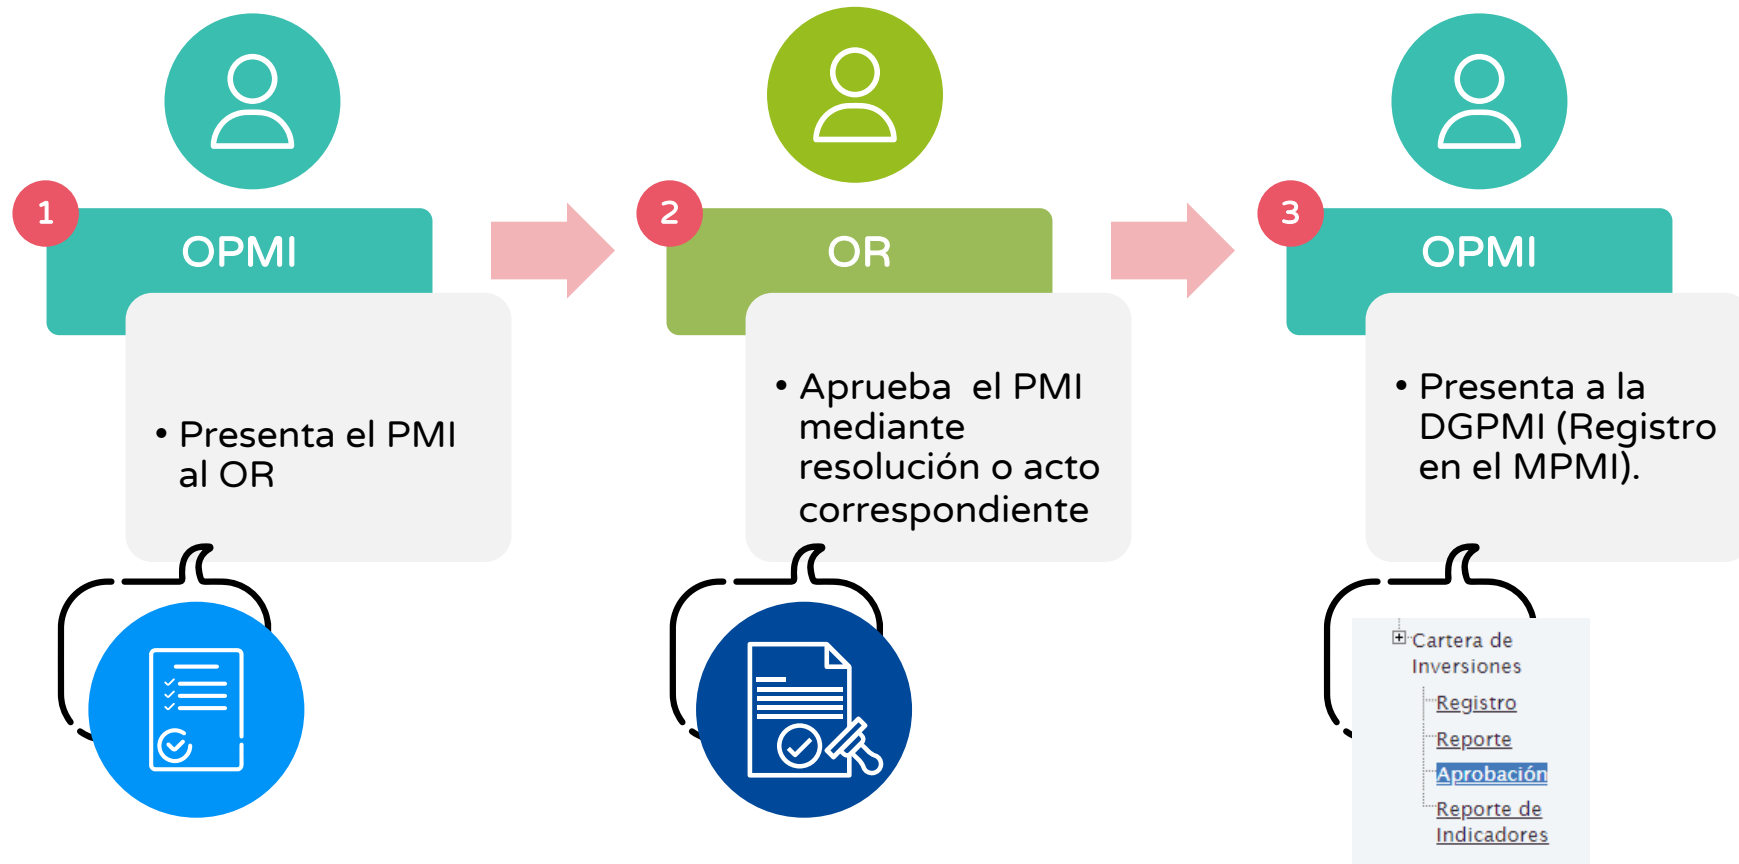 1
OPMI
• Presenta el PMI
al OR
2
OR
• Aprueba el PMI
mediante
resolución o acto
correspondiente
3
OPMI
• Presenta a la
DGPMI (Registro
en el MPMI).
Cartera de
Inversiones
Registro
Reporte
Aprobación
Reporte de
Indicadores